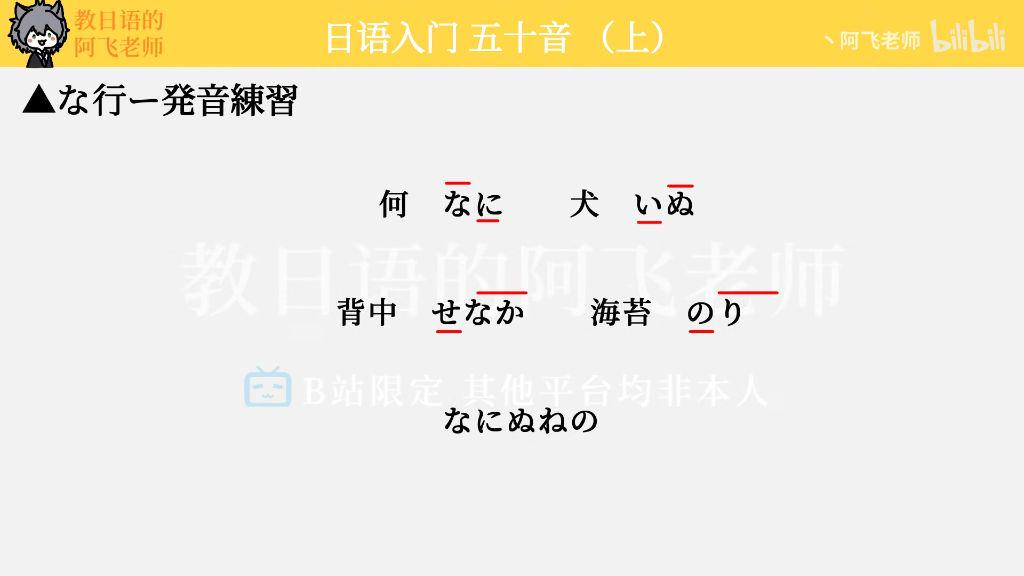 教日语的
阿飞老师
日语入门 五十音 （上）
丶阿飞老师 bilibili
▲な行ー発音練習
何 なに 犬 いぬ
教日语的阿飞老师
背中 せなか 海苔 のり
B站限定 其他平台均非本人
なにぬねの